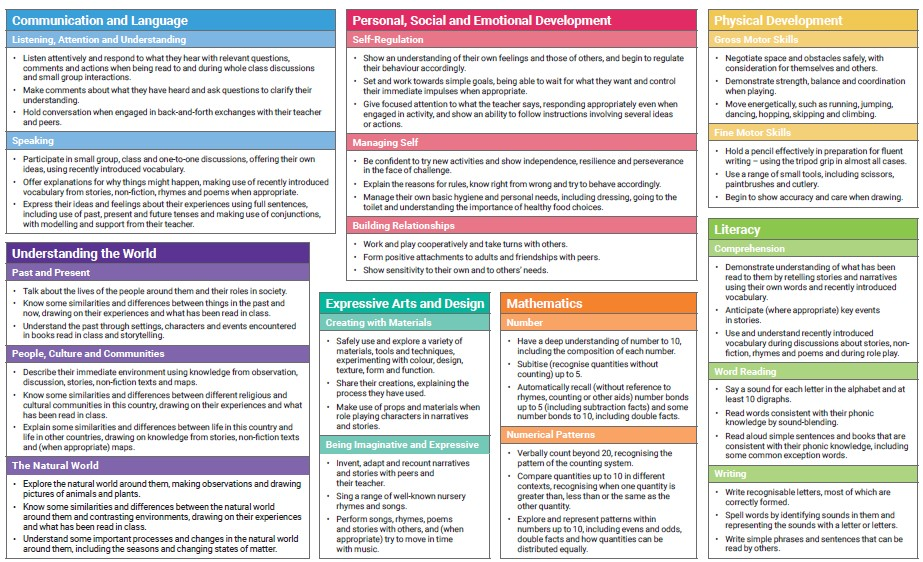 Communication and Language
Listening, Attention and Understanding
• Listen attentively and respond to what they hear with relevant questions,
comments and actions when being read to and during whole class discussions
and small group interactions.
• Make comments about what they have heard and ask questions to clarify their
understanding.
• Hold conversation when engaged in back-and-forth exchanges with their teacher
and peers.
Speaking
• Participate in small group, class and one-to-one discussions, offering their own
ideas, using recently introduced vocabulary.
• Offer explanations for why things might happen, making use of recently introduced
vocabulary from stories, non-fiction, rhymes and poems when appropriate.
• Express their ideas and feelings about their experiences using full sentences,
including use of past, present and future tenses and making use of conjunctions,
with modelling and support from their teacher.
Personal, Social and Emotional Development
Self-Regulation
• Show an understanding of their own feelings and those of others, and begin to regulate
their behaviour accordingly.
• Set and work towards simple goals, being able to wait for what they want and control
their immediate impulses when appropriate.
• Give focused attention to what the teacher says, responding appropriately even when
engaged in activity, and show an ability to follow instructions involving several ideas
or actions.
Managing Self
• Be confident to try new activities and show independence, resilience and perseverance
in the face of challenge.
• Explain the reasons for rules, know right from wrong and try to behave accordingly.
• Manage their own basic hygiene and personal needs, including dressing, going to the
toilet and understanding the importance of healthy food choices.
Building Relationships
• Work and play cooperatively and take turns with others.
• Form positive attachments to adults and friendships with peers.
• Show sensitivity to their own and to others' needs.
Physical Development
Gross Motor Skills
• Negotiate space and obstacles safely, with
consideration for themselves and others.
• Demonstrate strength, balance and coordination
when playing.
• Move energetically, such as running, jumping,
dancing, hopping, skipping and climbing.
Fine Motor Skills
• Hold a pencil effectively in preparation for fluent
writing – using the tripod grip in almost all cases.
• Use a range of small tools, including scissors,
paintbrushes and cutlery.
• Begin to show accuracy and care when drawing.
Understanding the World
Past and Present
• Talk about the lives of the people around them and their roles in society.
• Know some similarities and differences between things in the past and
now, drawing on their experiences and what has been read in class.
• Understand the past through settings, characters and events encountered
in books read in class and storytelling.
People, Culture and Communities
• Describe their immediate environment using knowledge from observation,
discussion, stories, non-fiction texts and maps.
• Know some similarities and differences between different religious and
cultural communities in this country, drawing on their experiences and what
has been read in class.
• Explain some similarities and differences between life in this country and
life in other countries, drawing on knowledge from stories, non-fiction texts
and (when appropriate) maps.
The Natural World
• Explore the natural world around them, making observations and drawing
pictures of animals and plants.
• Know some similarities and differences between the natural world
around them and contrasting environments, drawing on their experiences
and what has been read in class.
• Understand some important processes and changes in the natural world
around them, including the seasons and changing states of matter.
Expressive Arts and Design
Creating with Materials
• Safely use and explore a variety of
materials, tools and techniques,
experimenting with colour, design,
texture, form and function.
• Share their creations, explaining the
process they have used.
• Make use of props and materials when
role playing characters in narratives
and stories.
Being Imaginative and Expressive
• Invent, adapt and recount narratives
and stories with peers and
their teacher.
• Sing a range of well-known nursery
rhymes and songs.
• Perform songs, rhymes, poems
and stories with others, and (when
appropriate) try to move in time
with music.
Mathematics
Number
• Have a deep understanding of number to 10,
including the composition of each number.
• Subitise (recognise quantities without
counting) up to 5.
• Automatically recall (without reference to
rhymes, counting or other aids) number bonds
up to 5 (including subtraction facts) and some
number bonds to 10, including double facts.
Numerical Patterns
• Verbally count beyond 20, recognising the
pattern of the counting system.
• Compare quantities up to 10 in different
contexts, recognising when one quantity is
greater than, less than or the same as the
other quantity.
• Explore and represent patterns within
numbers up to 10, including evens and odds,
double facts and how quantities can be
distributed equally.
Literacy
Comprehension
• Demonstrate understanding of what has been
read to them by retelling stories and narratives
using their own words and recently introduced
vocabulary.
• Anticipate (where appropriate) key events
in stories.
• Use and understand recently introduced
vocabulary during discussions about stories, non-
fiction, rhymes and poems and during role play.
Word Reading
• Say a sound for each letter in the alphabet and at
least 10 digraphs.
• Read words consistent with their phonic
knowledge by sound-blending.
• Read aloud simple sentences and books that are
consistent with their phonic knowledge, including
some common exception words.
Writing
• Write recognisable letters, most of which are
correctly formed.
• Spell words by identifying sounds in them and
representing the sounds with a letter or letters.
• Write simple phrases and sentences that can be
read by others.